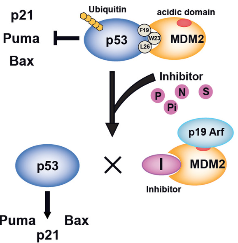 p21
Puma
Bax
Ubiquitin
p53
F19
W23
L26
acidic domain
MDM2
Inhibitor
P N S
Pi
p53
Puma Bax
p21
p19 Arf
I
MDM2
Inhibitor